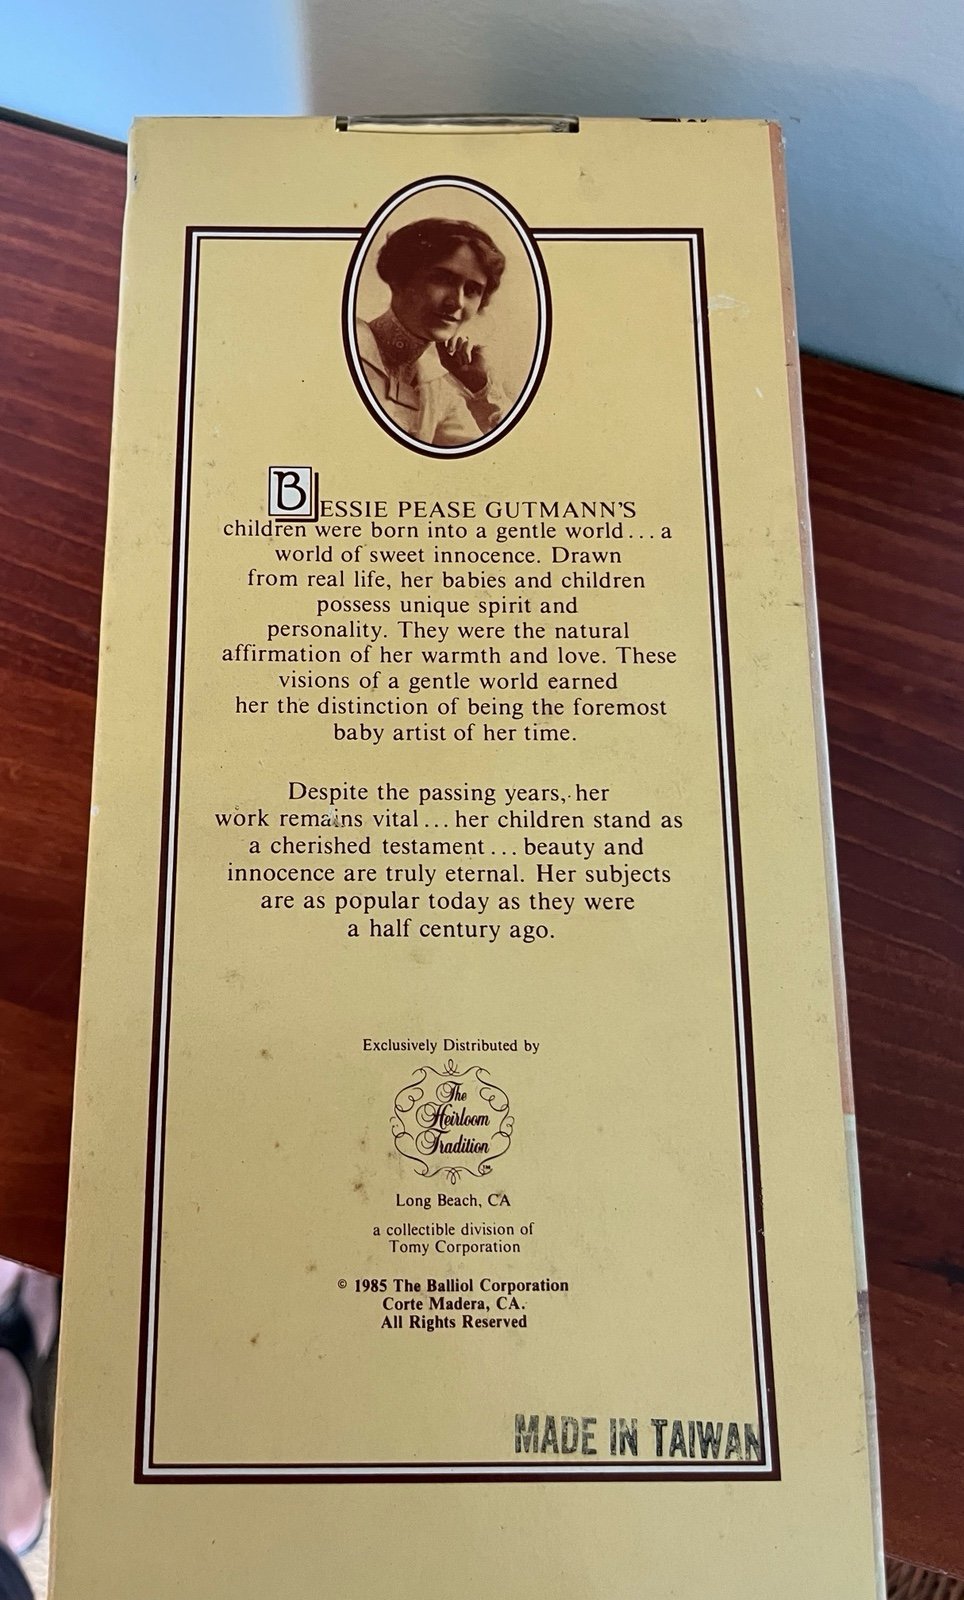 BESSIE PEASE GUTMANN'S
children were born into a gentle world... a
world of sweet innocence. Drawn
from real life, her babies and children
possess unique spirit and
personality. They were the natural
affirmation of her warmth and love. These
visions of a gentle world earned
her the distinction of being the foremost
baby artist of her time.
Despite the passing years, her
work remains vital... her children stand as
a cherished testament... beauty and
innocence are truly eternal. Her subjects
are as popular today as they were
a half century ago.
Exclusively Distributed by
The
Heirloom
Tradition
TM
Long Beach, CA
a collectible division of
Tomy Corporation
© 1985 The Balliol Corporation
Corte Madera, CA.
All Rights Reserved
MADE IN TAIWAN